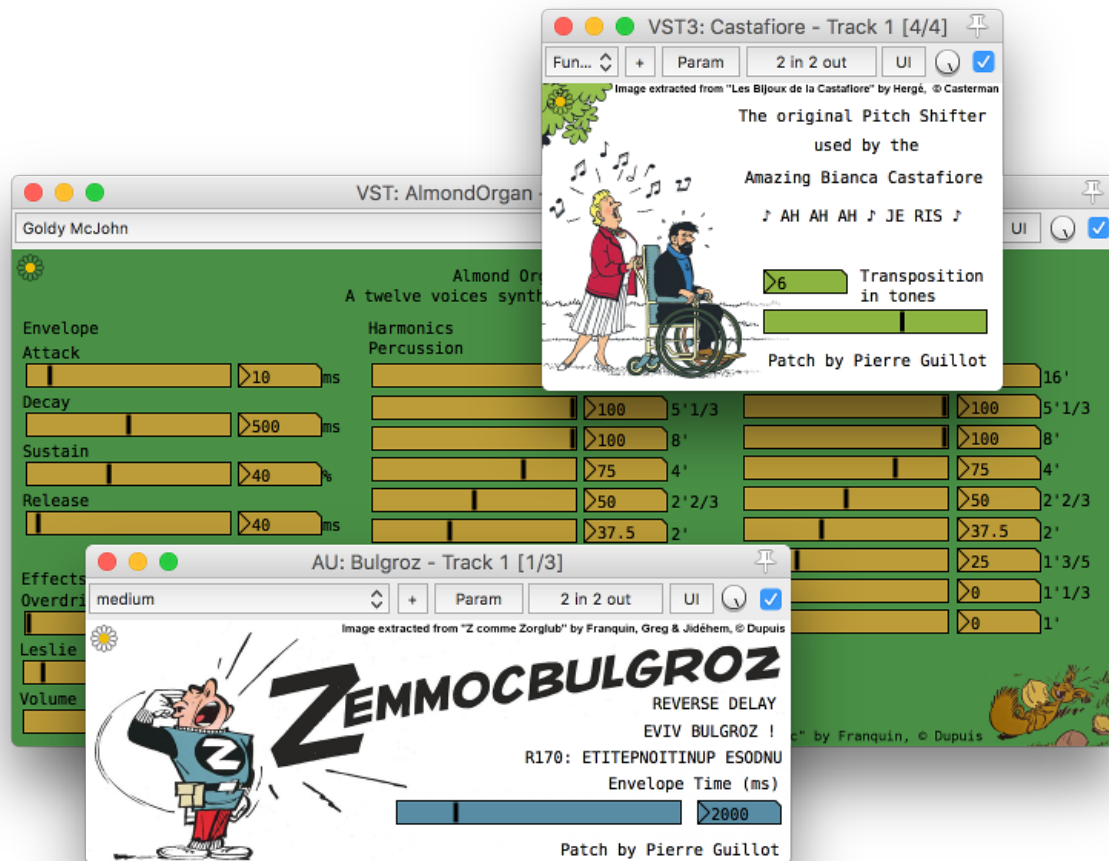 VST3: Castafiore - Track 1 [4/4]
Fun...
+
Param
2 in 2 out
UI
Image extracted from "Les Bijoux de la Castafiore" by Hergé, © Casterman
The original Pitch Shifter
used by the
Amazing Bianca Castafiore
♪ AH AH AH ♪ JE RIS ♪
6
Transposition
in tones
Patch by Pierre Guillot
VST: AlmondOrgan -
Goldy McJohn
UI
Almond Org
A twelve voices synth
Envelope
Attack
10 ms
Decay
500 ms
Sustain
40 %
Release
40 ms
Effects
Overdri
Leslie
Volume
Harmonics
Percussion
100 5'1/3
100 8'
75 4'
50 2'2/3
37.5 2'
16'
100 5'1/3
100 8'
75 4'
50 2'2/3
37.5 2'
25 1'3/5
0 1'1/3
0 1'
c" by Franquin, © Dupuis
AU: Bulgroz - Track 1 [1/3]
medium
+
Param
2 in 2 out
UI
Image extracted from "Z comme Zorglub" by Franquin, Greg & Jidéhem, © Dupuis
ZEMMOCBULGROZ
Z
REVERSE DELAY
EVIV BULGROZ !
R170: ETITEPNOITINUP ESODNU
Envelope Time (ms)
2000
Patch by Pierre Guillot